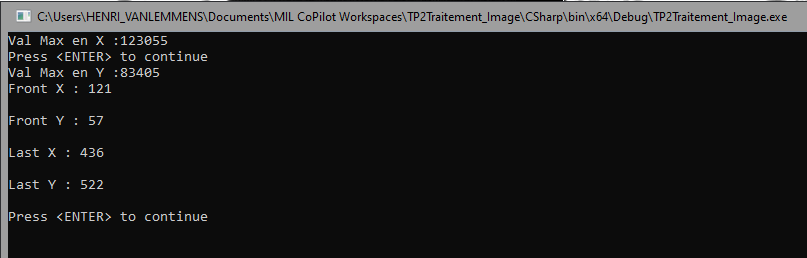 C:\Users\HENRI_VANLEMMENS\Documents\MIL CoPilot Workspaces\TP2Traitement_Image\CSharp\bin\x64\Debug\TP2Traitement_Image.exe
Val Max en X :123055
Press <ENTER> to continue
Val Max en Y :83405
Front X : 121
Front Y : 57
Last X : 436
Last Y : 522
Press <ENTER> to continue